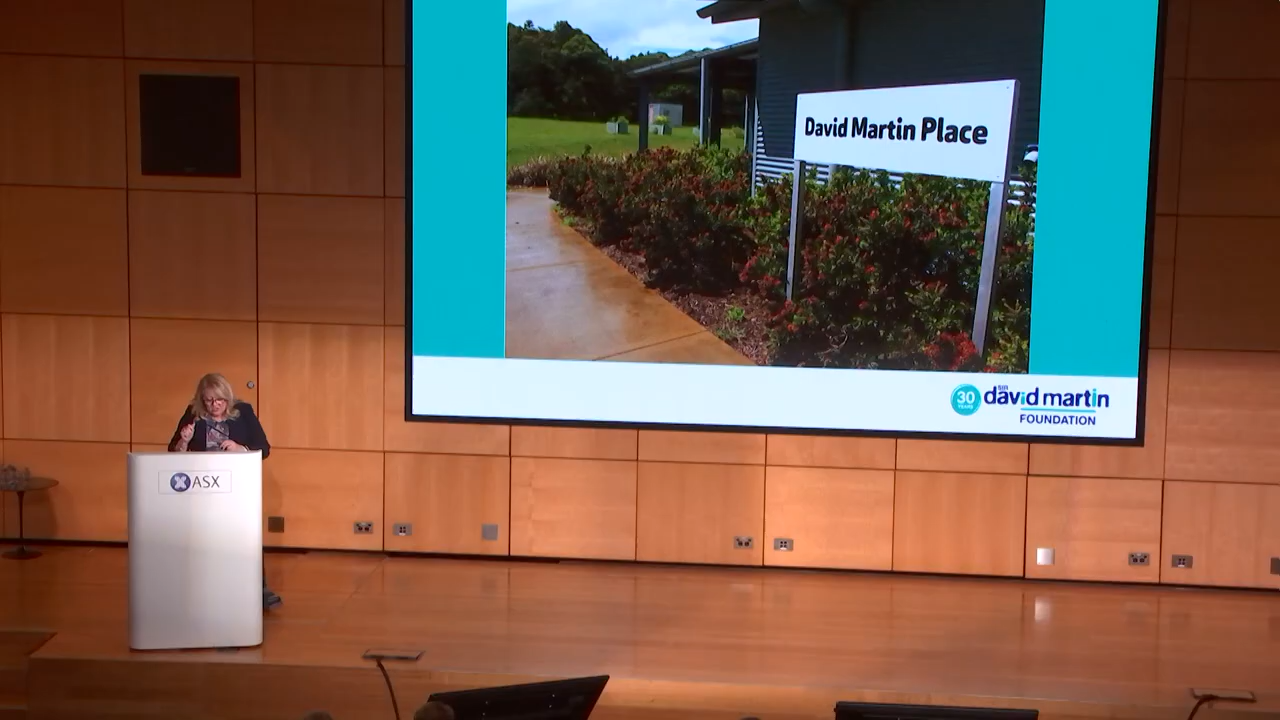 David Martin Place
30
YEARS
SIR
david martin
FOUNDATION
ASX